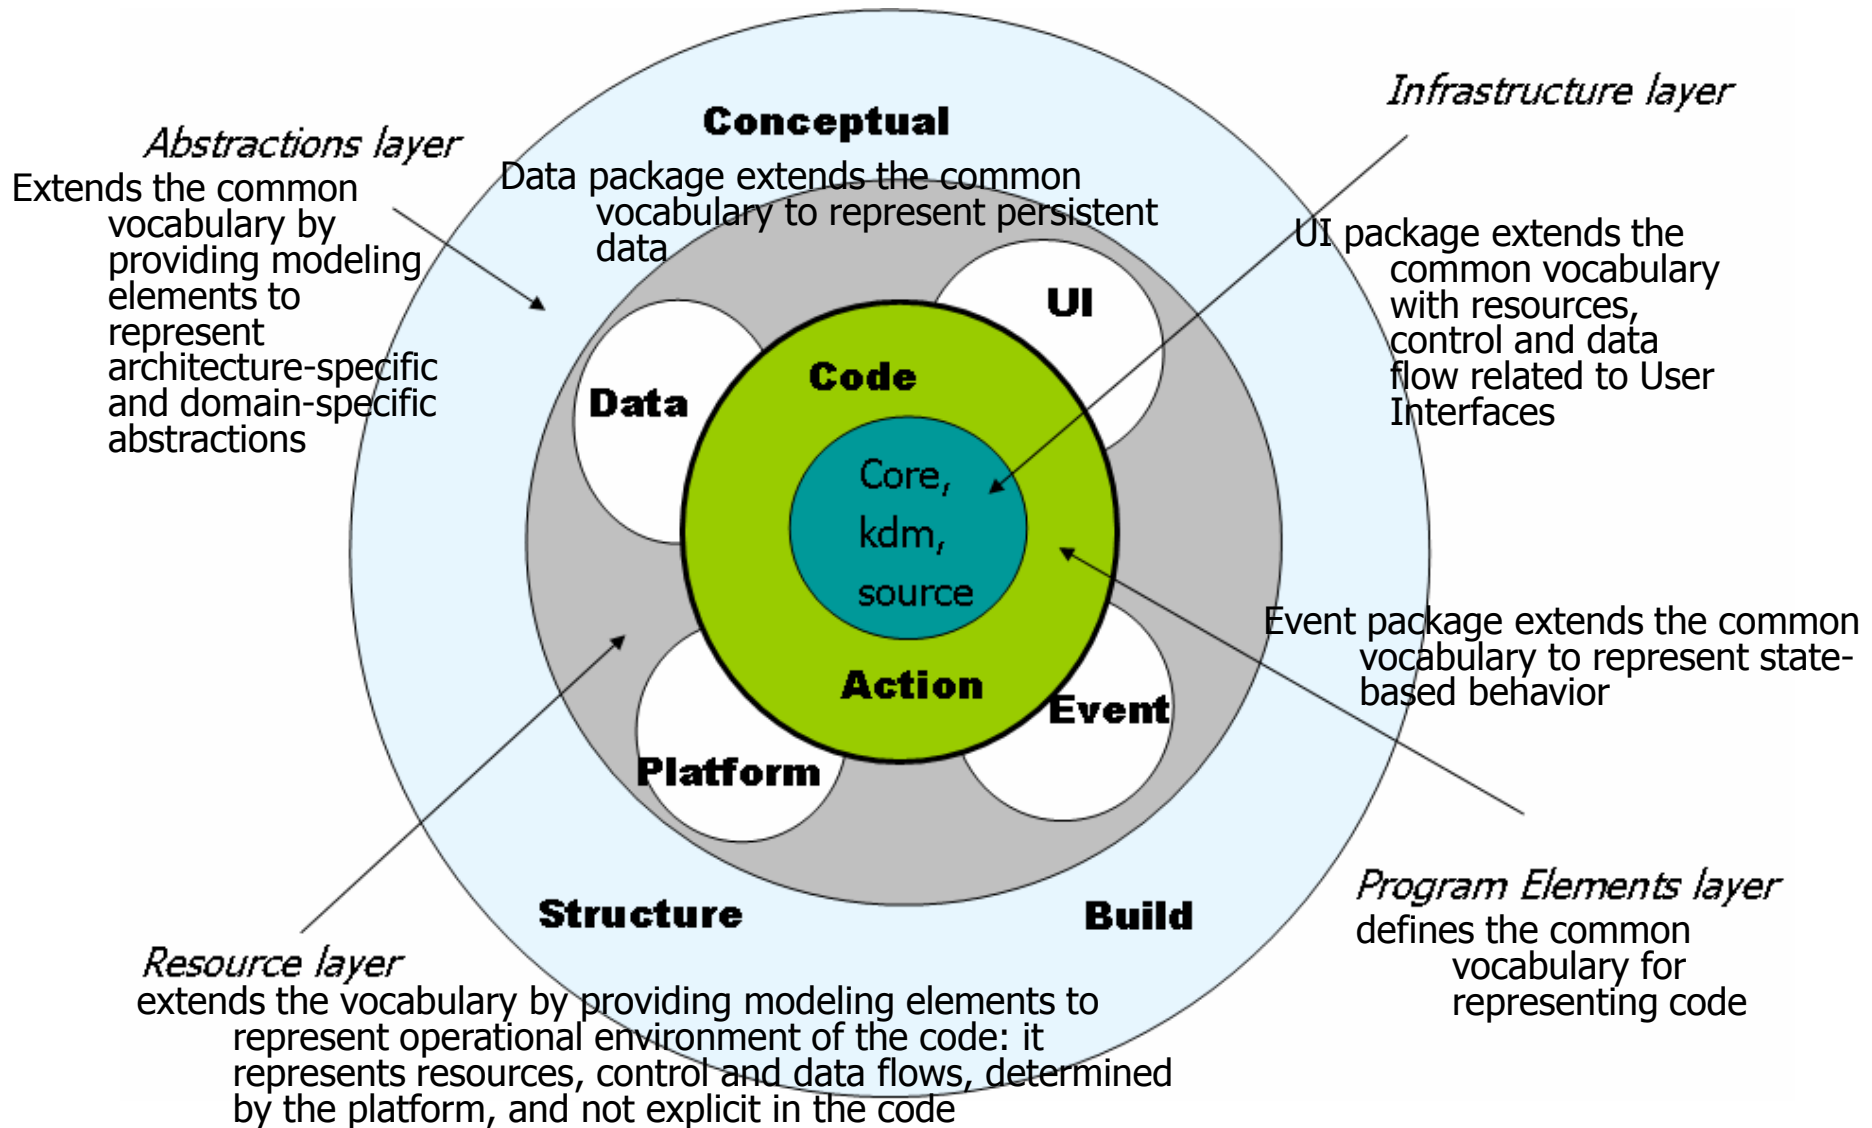 Conceptual
Infrastructure layer
Abstractions layer
Extends the common
vocabulary by
providing modeling
elements to
represent
architecture-specific
and domain-specific
abstractions
Data package extends the common
vocabulary to represent persistent
data
UI package extends the
common vocabulary
with resources,
control and data
flow related to User
Interfaces
UI
Data
Code
Core,
kdm,
source
Action
Event
Platform
Event package extends the common
vocabulary to represent state-
based behavior
Structure
Build
Program Elements layer
defines the common
vocabulary for
representing code
Resource layer
extends the vocabulary by providing modeling elements to
represent operational environment of the code: it
represents resources, control and data flows, determined
by the platform, and not explicit in the code